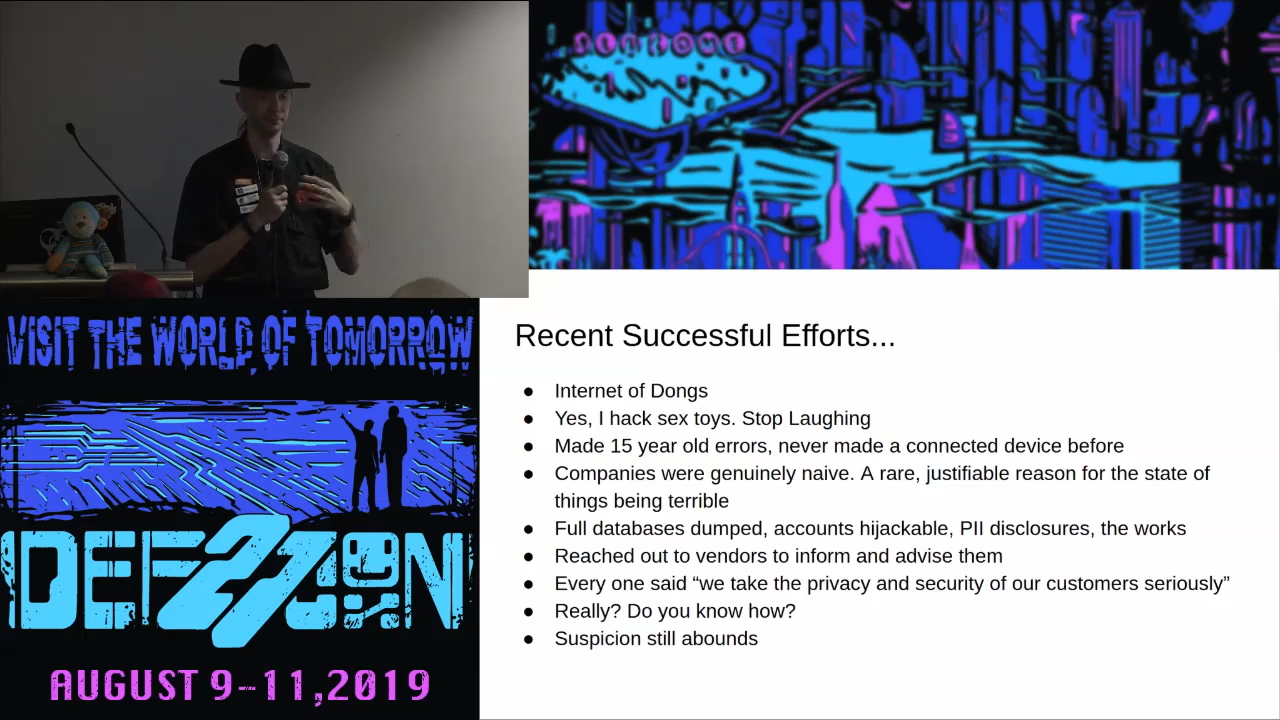 WELCOME
VISIT THE WORLD OF TOMORROW
DEF 27 CON
AUGUST 9-11,2019
Recent Successful Efforts...
● Internet of Dongs
● Yes, I hack sex toys. Stop Laughing
● Made 15 year old errors, never made a connected device before
● Companies were genuinely naive. A rare, justifiable reason for the state of
things being terrible
● Full databases dumped, accounts hijackable, PII disclosures, the works
● Reached out to vendors to inform and advise them
● Every one said “we take the privacy and security of our customers seriously”
● Really? Do you know how?
● Suspicion still abounds